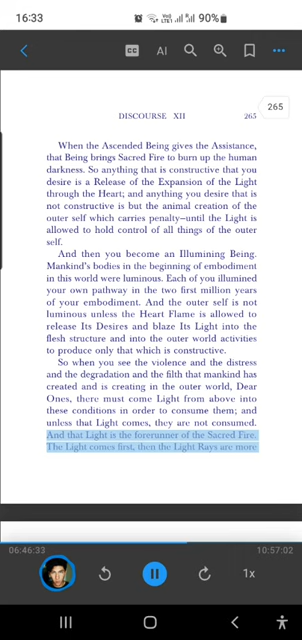 16:33
90%
CC AI
265
DISCOURSE XII 265
When the Ascended Being gives the Assistance,
that Being brings Sacred Fire to burn up the human
darkness. So anything that is constructive that you
desire is a Release of the Expansion of the Light
through the Heart; and anything you desire that is
not constructive is but the animal creation of the
outer self which carries penalty—until the Light is
allowed to hold control of all things of the outer
self.
And then you become an Illumining Being.
Mankind's bodies in the beginning of embodiment
in this world were luminous. Each of you illumined
your own pathway in the two first million years
of your embodiment. And the outer self is not
luminous unless the Heart Flame is allowed to
release Its Desires and blaze Its Light into the
flesh structure and into the outer world activities
to produce only that which is constructive.
So when you see the violence and the distress
and the degradation and the filth that mankind has
created and is creating in the outer world, Dear
Ones, there must come Light from above into
these conditions in order to consume them; and
unless that Light comes, they are not consumed.
And that Light is the forerunner of the Sacred Fire.
The Light comes first, then the Light Rays are more
06:46:33 10:57:02
1x